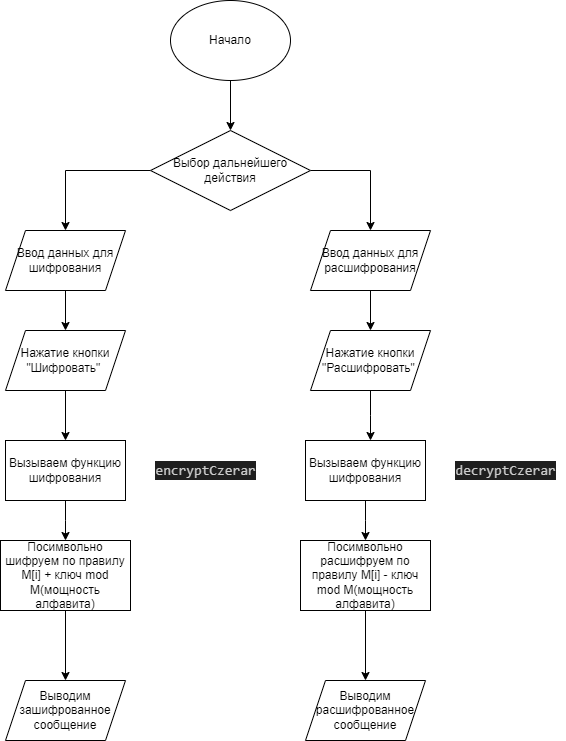 Начало
Выбор дальнейшего
действия
Ввод данных для
шифрования
Ввод данных для
расшифрования
Нажатие кнопки
"Шифровать"
Нажатие кнопки
"Расшифровать"
Вызываем функцию
шифрования
encryptCzerar
Вызываем функцию
шифрования
decryptCzerar
Посимвольно
шифруем по правилу
M[i] + ключ mod
M(мощность
алфавита)
Посимвольно
расшифруем по
правилу M[i] - ключ
mod M(мощность
алфавита)
Выводим
зашифрованное
сообщение
Выводим
расшифрованное
сообщение